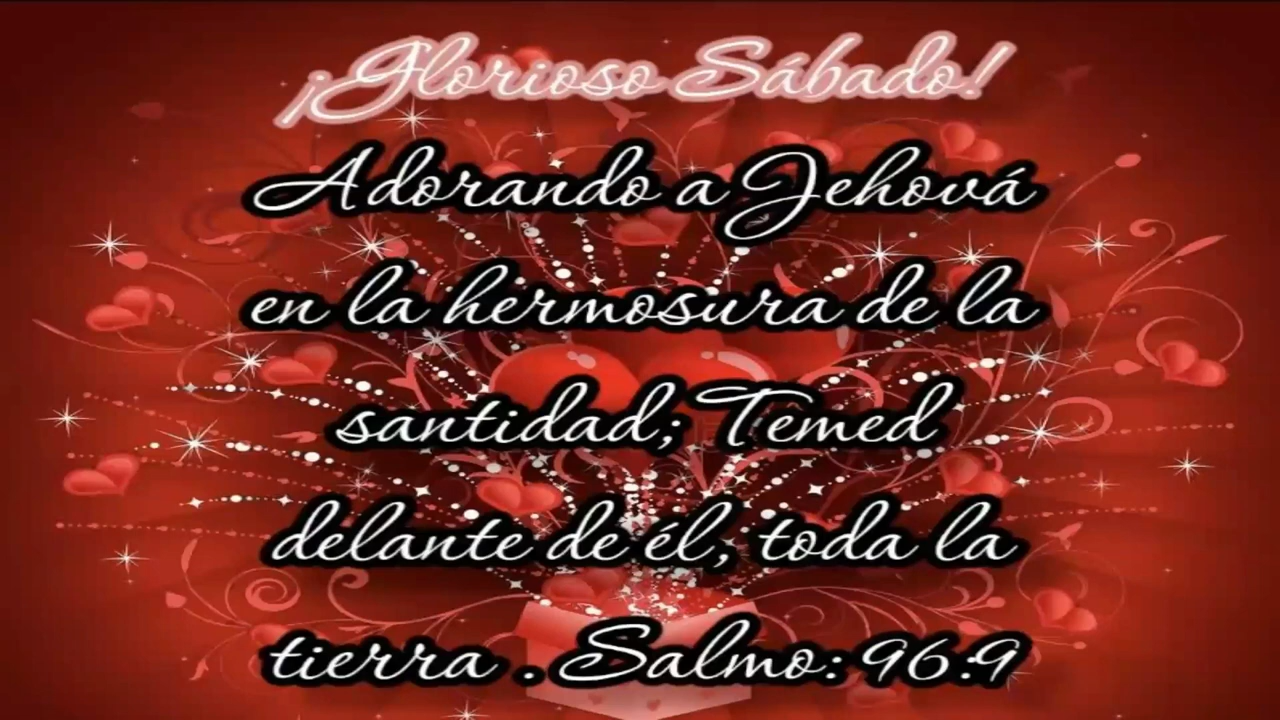 ¡Glorioso Sábado!
Adorando a Jehová
en la hermosura de la
santidad; Temed
delante de él, toda la
tierra . Salmo: 96:9